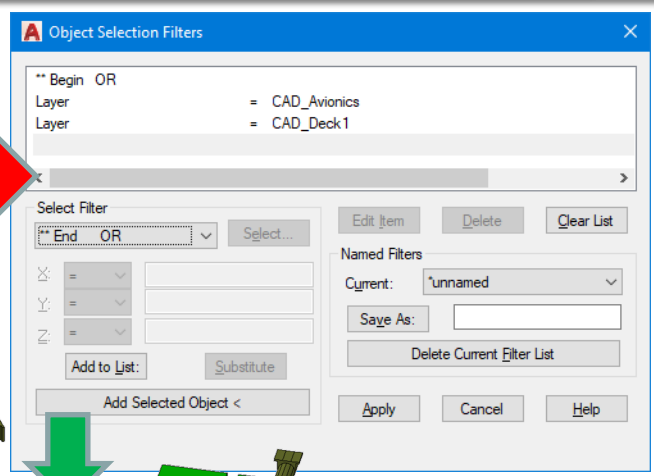 Object Selection Filters
** Begin OR
Layer = CAD_Avionics
Layer = CAD_Deck1
Select Filter
** End OR
Select...
X: =
Y: =
Z: =
Add to List:
Substitute
Add Selected Object <
Edit Item
Delete
Clear List
Named Filters
Current: *unnamed
Save As:
Delete Current Filter List
Apply
Cancel
Help